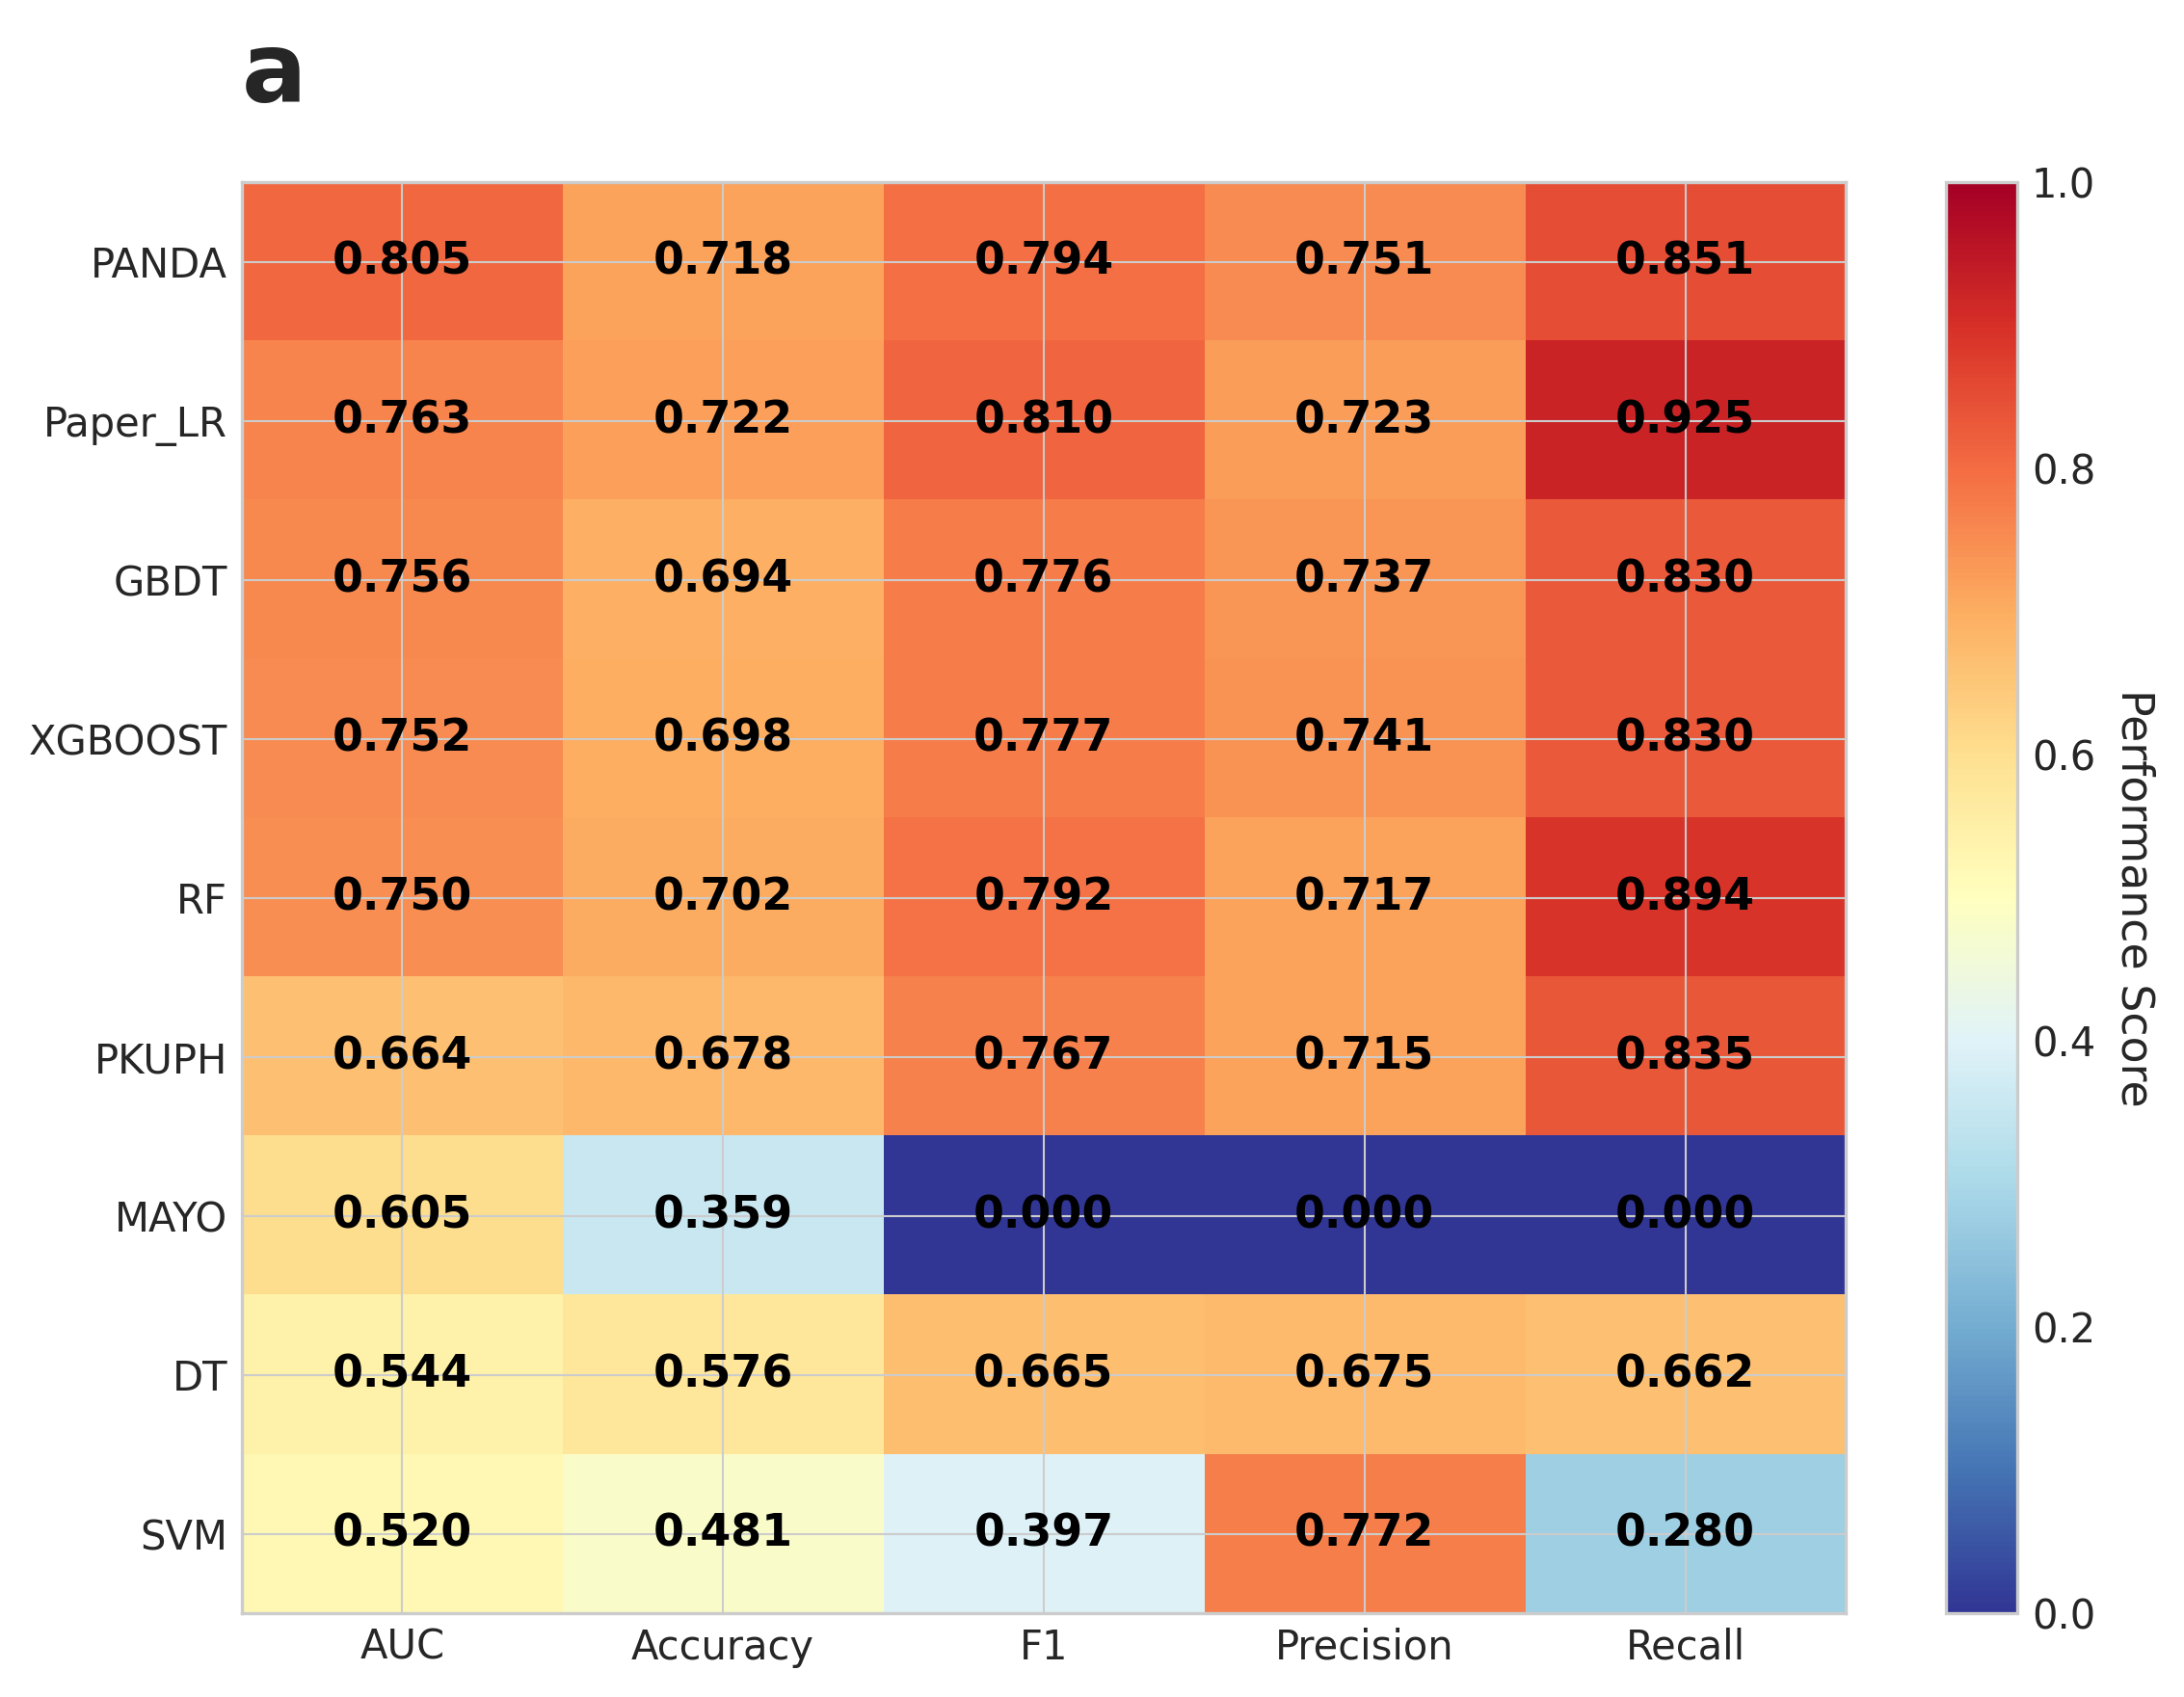 a
PANDA 0.805 0.718 0.794 0.751 0.851
Paper_LR 0.763 0.722 0.810 0.723 0.925
GBDT 0.756 0.694 0.776 0.737 0.830
XGBOOST 0.752 0.698 0.777 0.741 0.830
RF 0.750 0.702 0.792 0.717 0.894
PKUPH 0.664 0.678 0.767 0.715 0.835
MAYO 0.605 0.359 0.000 0.000 0.000
DT 0.544 0.576 0.665 0.675 0.662
SVM 0.520 0.481 0.397 0.772 0.280
AUC Accuracy F1 Precision Recall
1.0
0.8
0.6
0.4
0.2
0.0
Performance Score